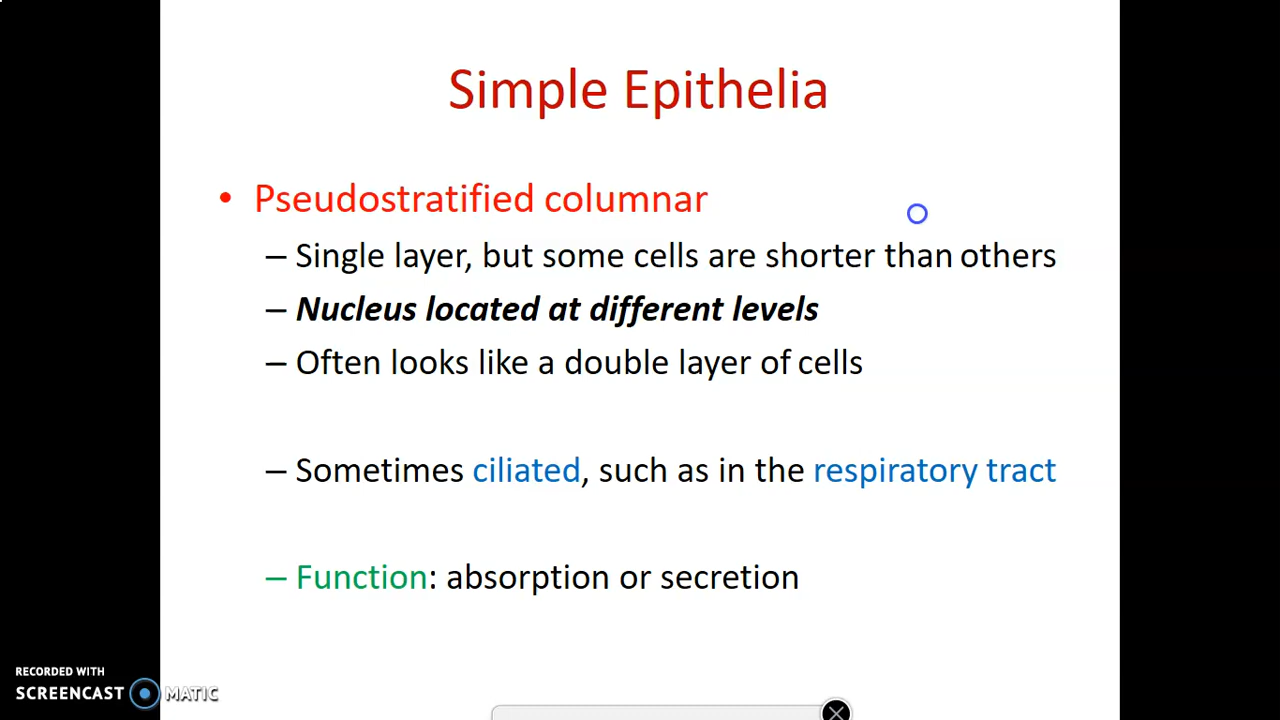 Simple Epithelia
• Pseudostratified columnar
– Single layer, but some cells are shorter than others
– Nucleus located at different levels
– Often looks like a double layer of cells
– Sometimes ciliated, such as in the respiratory tract
– Function: absorption or secretion
RECORDED WITH
SCREENCAST MATIC